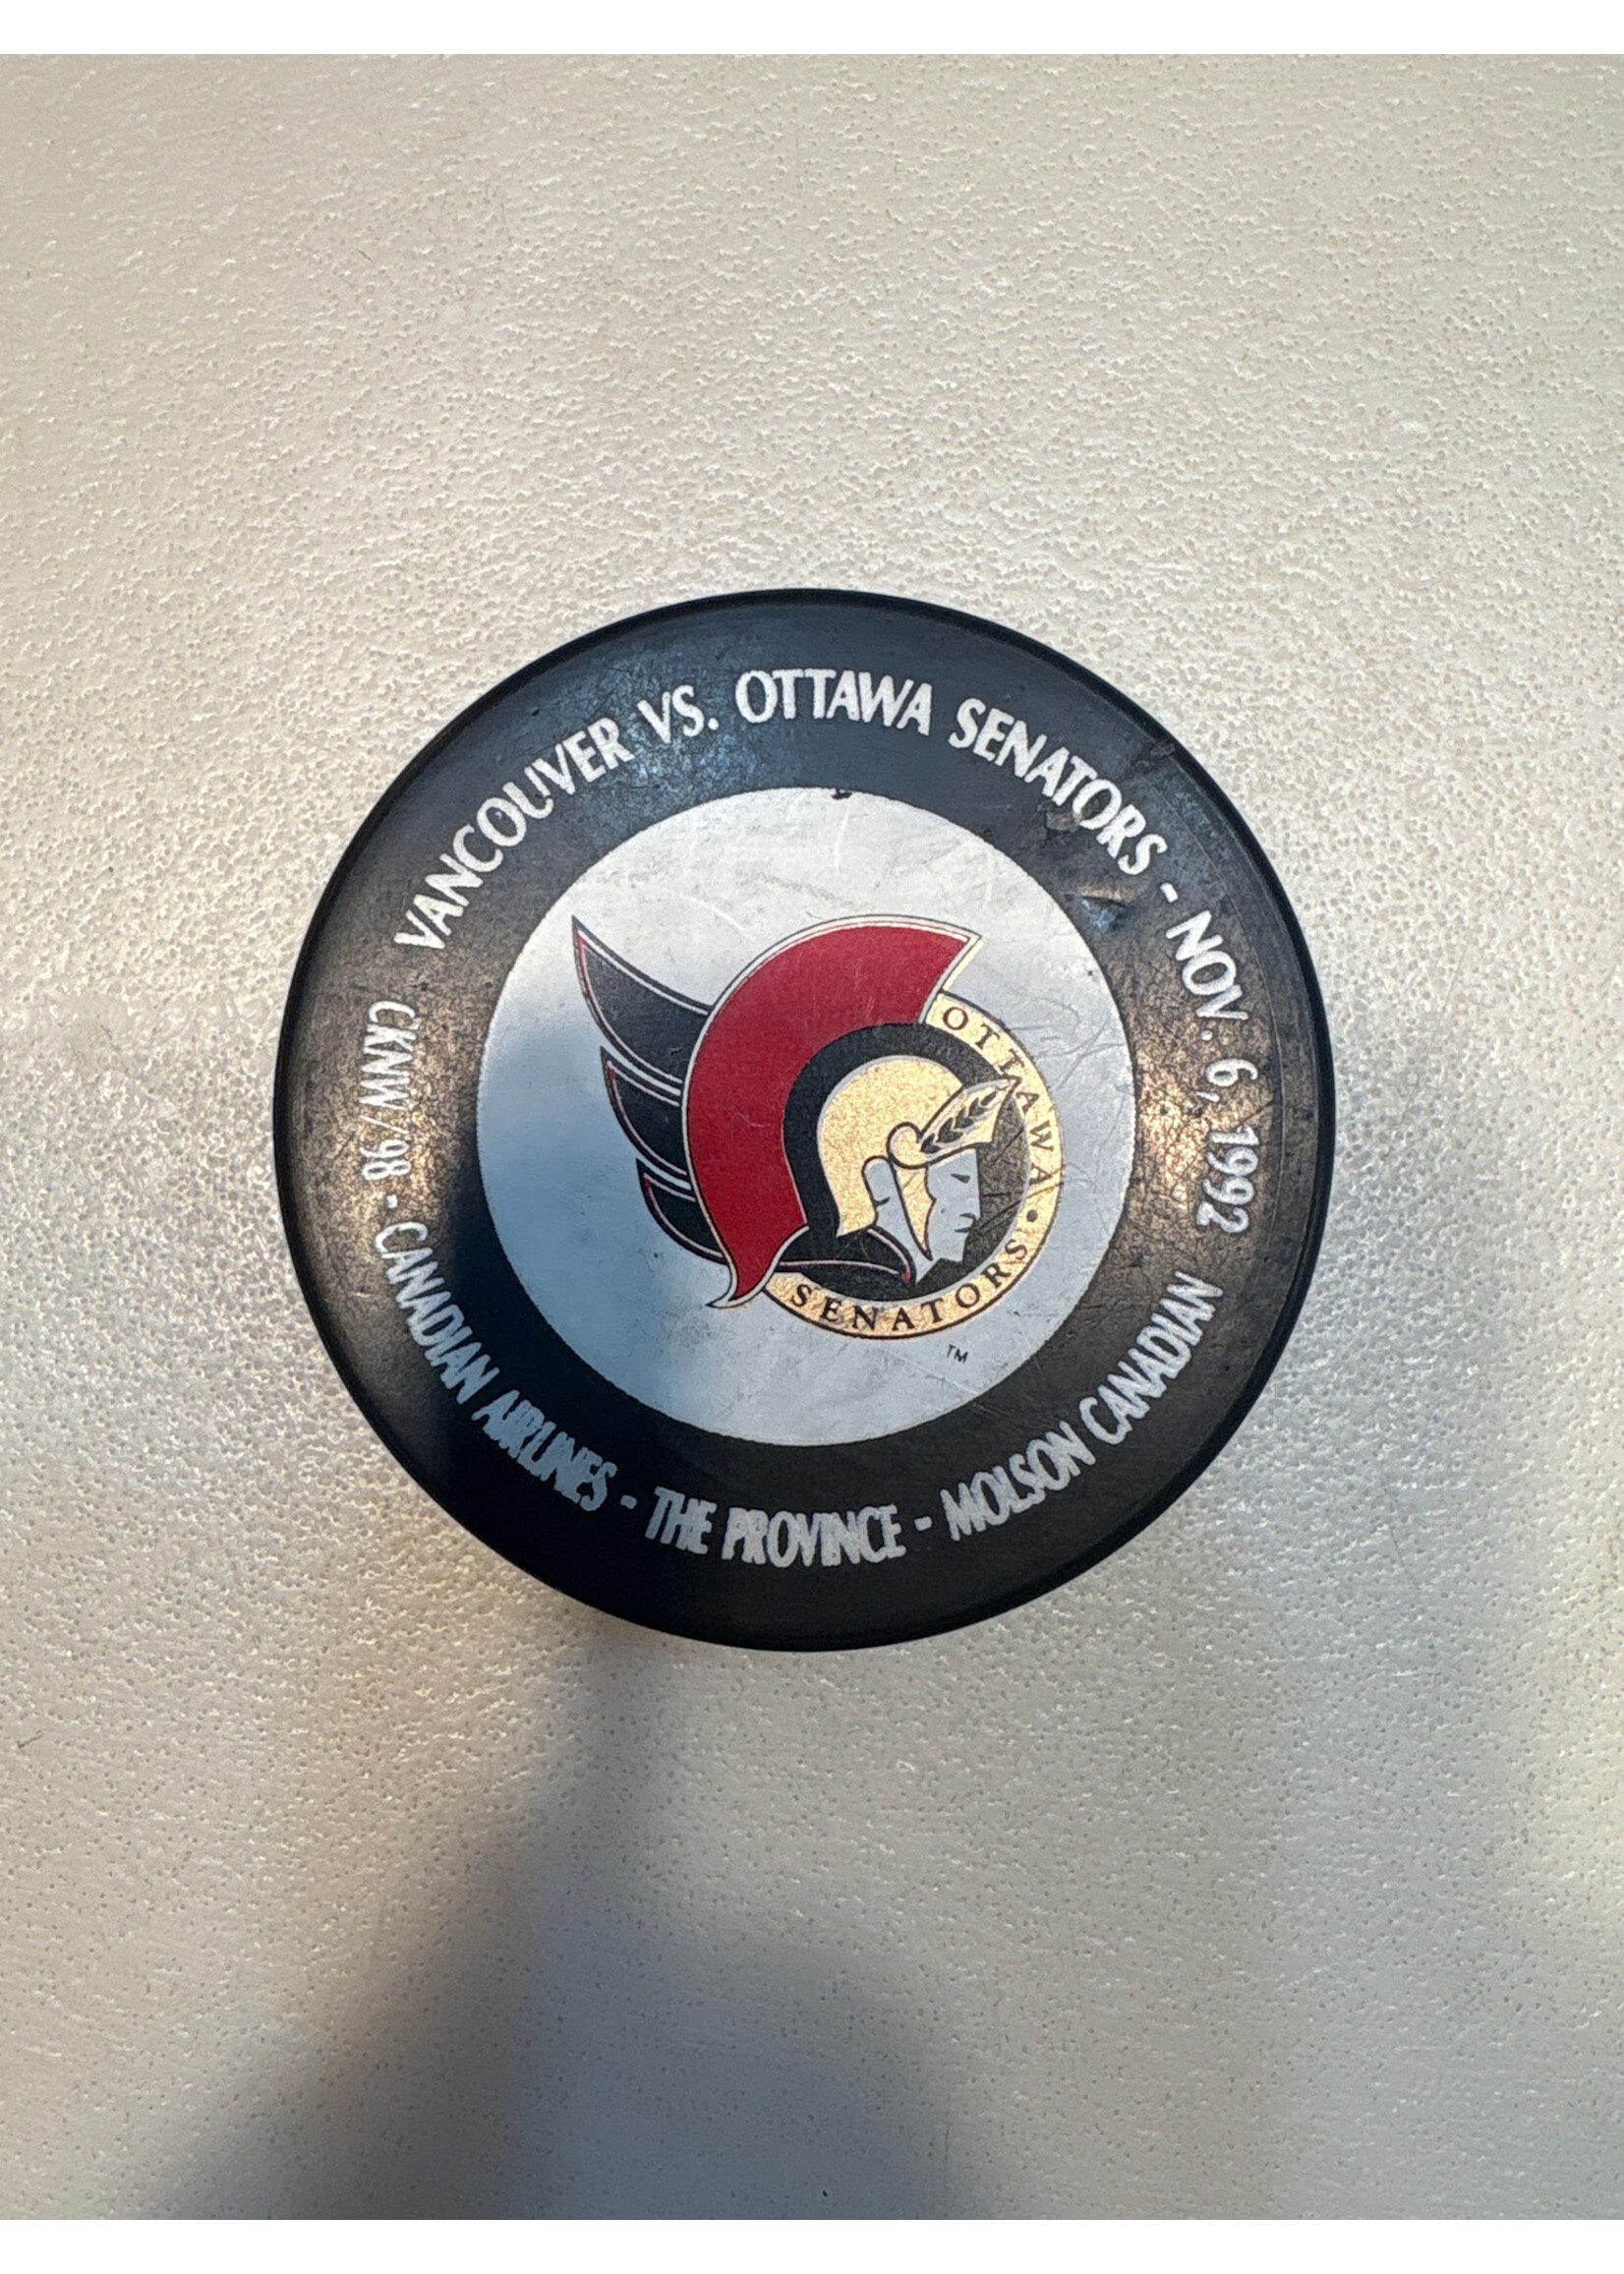 VANCOUVER VS. OTTAWA SENATORS - NOV. 6, 1992
CKNW/98 - CANADIAN AIRLINES - THE PROVINCE - MOLSON CANADIAN
OTTAWA • SENATORS
TM